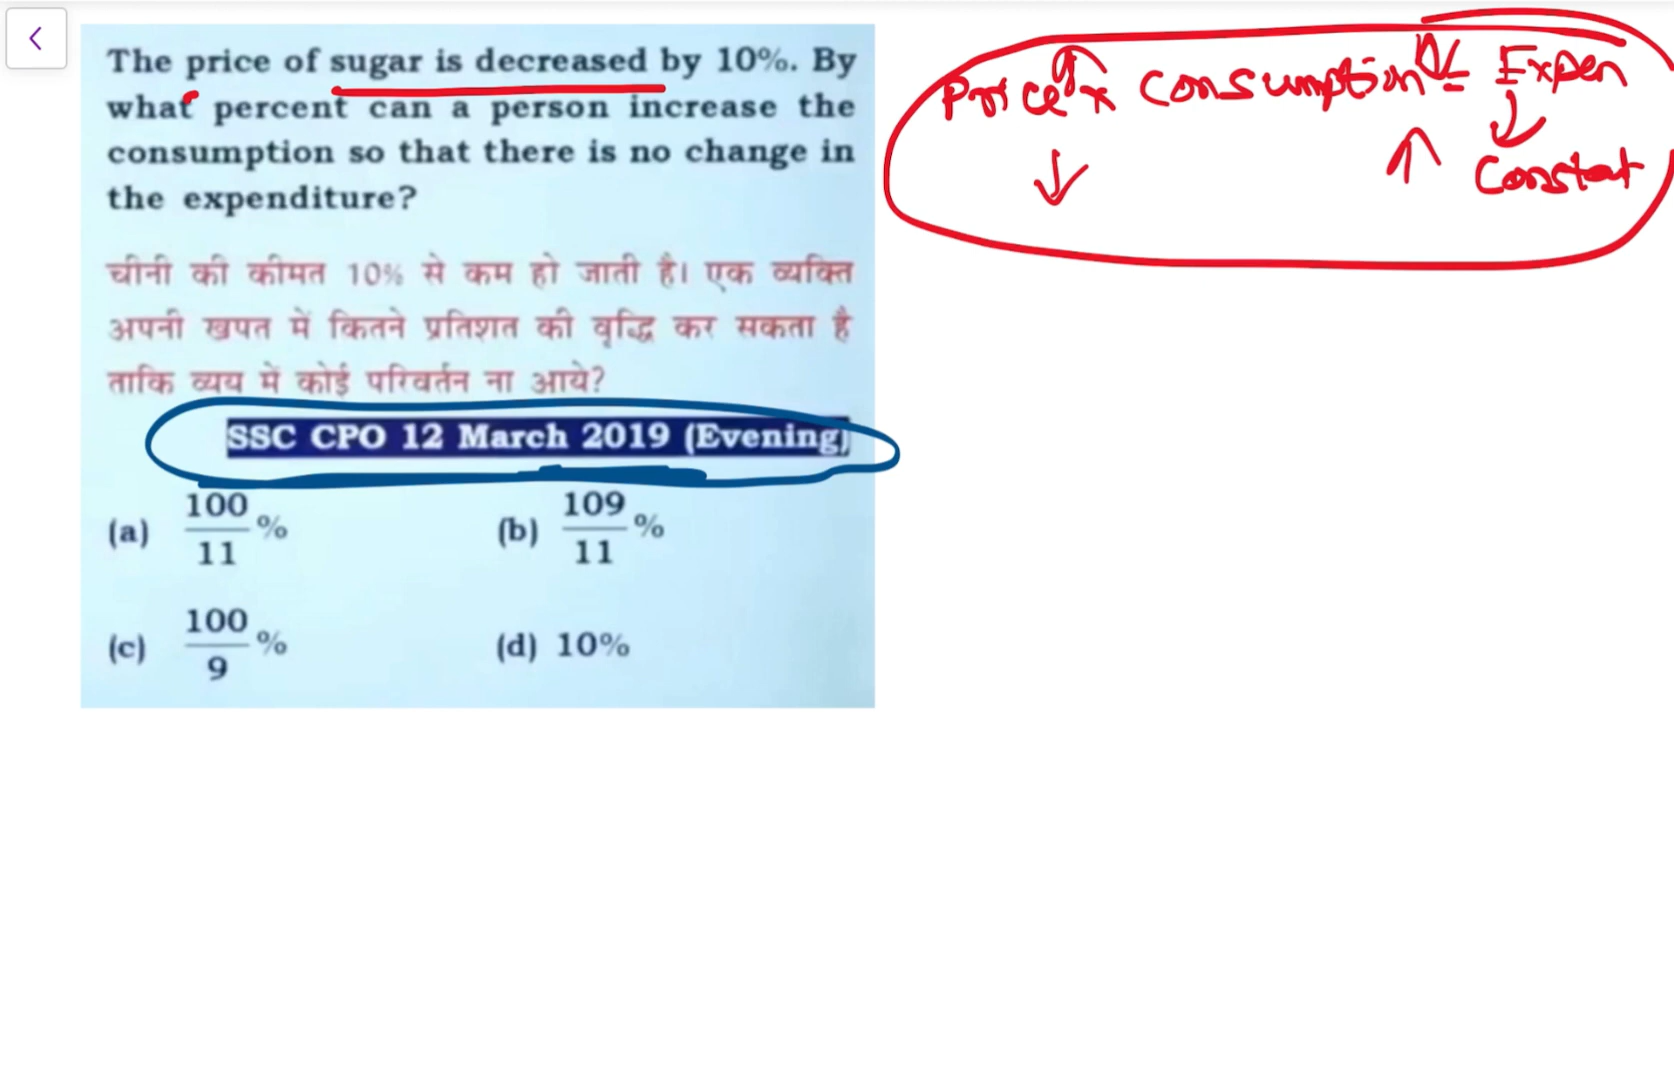 The price of sugar is decreased by 10%. By
what percent can a person increase the
consumption so that there is no change in
the expenditure?
चीनी की कीमत 10% से कम हो जाती है। एक व्यक्ति
अपनी खपत में कितने प्रतिशत की वृद्धि कर सकता है
ताकि व्यय में कोई परिवर्तन ना आये?
SSC CPO 12 March 2019 (Evening)
(a) 100/11 % (b) 109/11 %
(c) 100/9 % (d) 10%
Price x Consumption = Expen
Constat